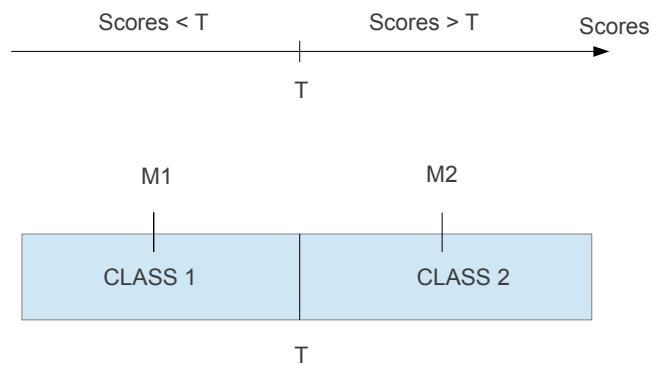 Scores < T
Scores > T
Scores
T
M1
M2
CLASS 1
CLASS 2
T